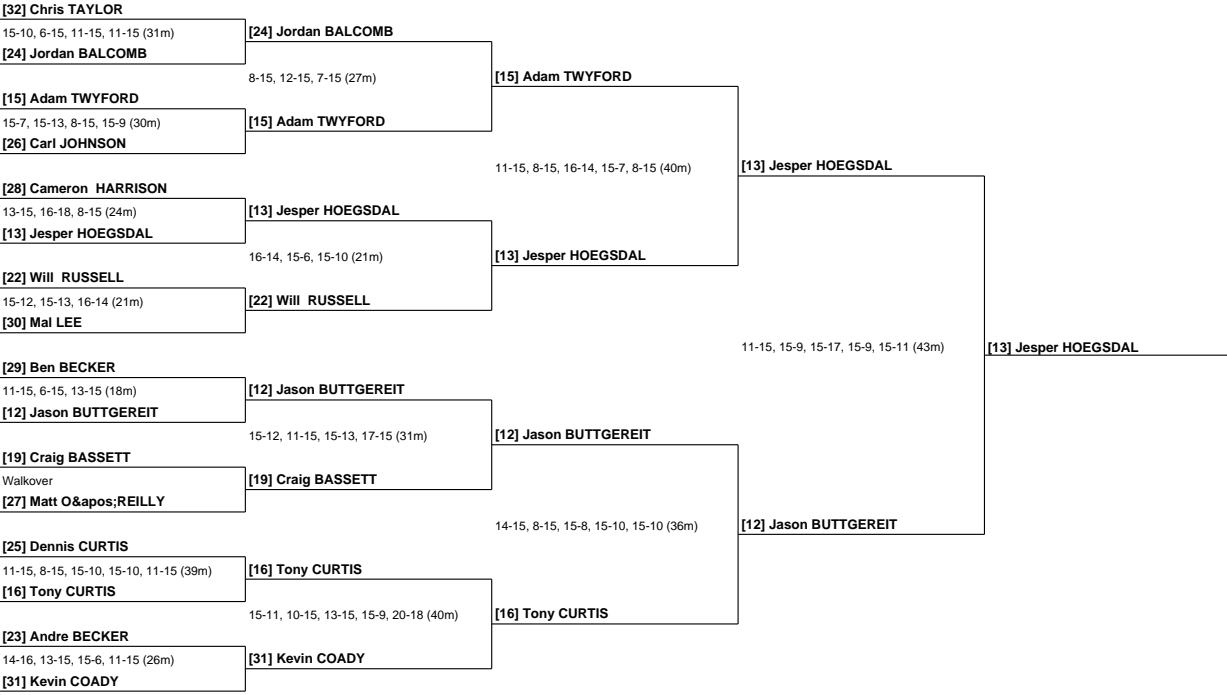 [32] Chris TAYLOR
15-10, 6-15, 11-15, 11-15 (31m)
[24] Jordan BALCOMB
[15] Adam TWYFORD
15-7, 15-13, 8-15, 15-9 (30m)
[26] Carl JOHNSON
[28] Cameron  HARRISON
13-15, 16-18, 8-15 (24m)
[13] Jesper HOEGSDAL
[22] Will  RUSSELL
15-12, 15-13, 16-14 (21m)
[30] Mal LEE
[29] Ben BECKER
11-15, 6-15, 13-15 (18m)
[12] Jason BUTTGEREIT
[19] Craig BASSETT
Walkover
[27] Matt O&apos;REILLY
[25] Dennis CURTIS
11-15, 8-15, 15-10, 15-10, 11-15 (39m)
[16] Tony CURTIS
[23] Andre BECKER
14-16, 13-15, 15-6, 11-15 (26m)
[31] Kevin COADY
[24] Jordan BALCOMB
8-15, 12-15, 7-15 (27m)
[15] Adam TWYFORD
[13] Jesper HOEGSDAL
16-14, 15-6, 15-10 (21m)
[22] Will  RUSSELL
[12] Jason BUTTGEREIT
15-12, 11-15, 15-13, 17-15 (31m)
[19] Craig BASSETT
[16] Tony CURTIS
15-11, 10-15, 13-15, 15-9, 20-18 (40m)
[31] Kevin COADY
[15] Adam TWYFORD
11-15, 8-15, 16-14, 15-7, 8-15 (40m)
[13] Jesper HOEGSDAL
[12] Jason BUTTGEREIT
14-15, 8-15, 15-8, 15-10, 15-10 (36m)
[16] Tony CURTIS
[13] Jesper HOEGSDAL
11-15, 15-9, 15-17, 15-9, 15-11 (43m)
[12] Jason BUTTGEREIT
[13] Jesper HOEGSDAL